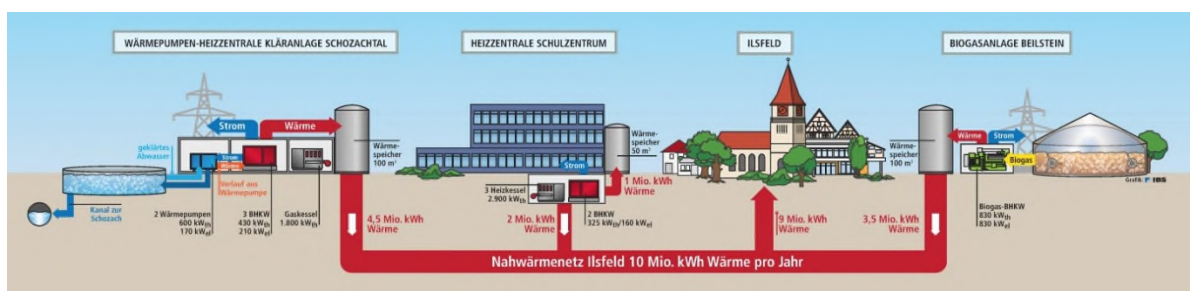 WÄRMEPUMPEN-HEIZZENTRALE KLÄRANLAGE SCHOZACHTAL
HEIZZENTRALE SCHULZENTRUM
ILSFELD
BIOGASANLAGE BEILSTEIN
Strom
Wärme
geklärtes
Abwasser
Strom
Wärme
Vorlauf aus
Wärmepumpe
Kanal zur
Schozach
2 Wärmepumpen
600 kWth
170 kWel
3 BHKW
430 kWth
210 kWel
Gaskessel
1.800 kWth
Wärme-
speicher
100 m³
4,5 Mio. kWh
Wärme
Strom
3 Heizkessel
2.900 kWth
2 BHKW
325 kWth/160 kWel
Wärme-
speicher
50 m³
1 Mio. kWh
Wärme
2 Mio. kWh
Wärme
9 Mio. kWh
Wärme
Wärme-
speicher
100 m³
3,5 Mio. kWh
Wärme
Wärme
Strom
Biogas
Biogas-BHKW
830 kWth
830 kWel
Grafik: IBS
Nahwärmenetz Ilsfeld 10 Mio. kWh Wärme pro Jahr